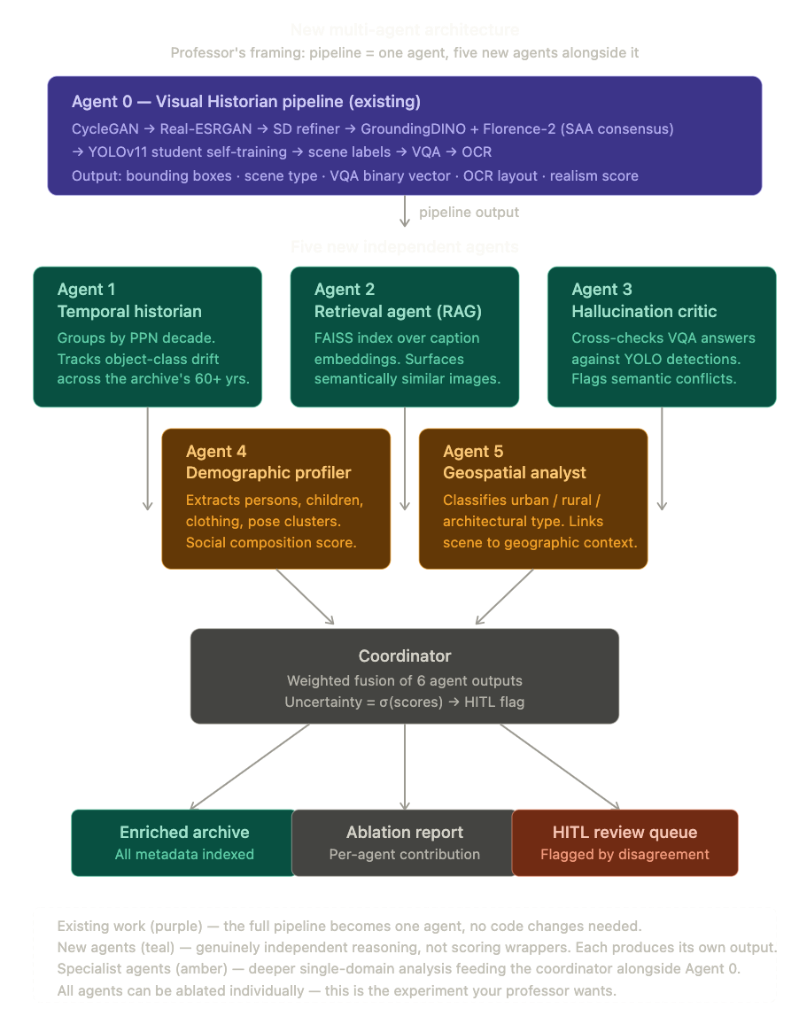 New multi-agent architecture
Professor's framing: pipeline = one agent, five new agents alongside it
Agent 0 — Visual Historian pipeline (existing)
CycleGAN → Real-ESRGAN → SD refiner → GroundingDINO + Florence-2 (SAA consensus)
→ YOLOv11 student self-training → scene labels → VQA → OCR
Output: bounding boxes · scene type · VQA binary vector · OCR layout · realism score
pipeline output
Five new independent agents
Agent 1
Temporal historian
Groups by PPN decade.
Tracks object-class drift
across the archive's 60+ yrs.
Agent 2
Retrieval agent (RAG)
FAISS index over caption
embeddings. Surfaces
semantically similar images.
Agent 3
Hallucination critic
Cross-checks VQA answers
against YOLO detections.
Flags semantic conflicts.
Agent 4
Demographic profiler
Extracts persons, children,
clothing, pose clusters.
Social composition score.
Agent 5
Geospatial analyst
Classifies urban / rural /
architectural type. Links
scene to geographic context.
Coordinator
Weighted fusion of 6 agent outputs
Uncertainty = σ(scores) → HITL flag
Enriched archive
All metadata indexed
Ablation report
Per-agent contribution
HITL review queue
Flagged by disagreement
Existing work (purple) — the full pipeline becomes one agent, no code changes needed.
New agents (teal) — genuinely independent reasoning, not scoring wrappers. Each produces its own output.
Specialist agents (amber) — deeper single-domain analysis feeding the coordinator alongside Agent 0.
All agents can be ablated individually — this is the experiment your professor wants.